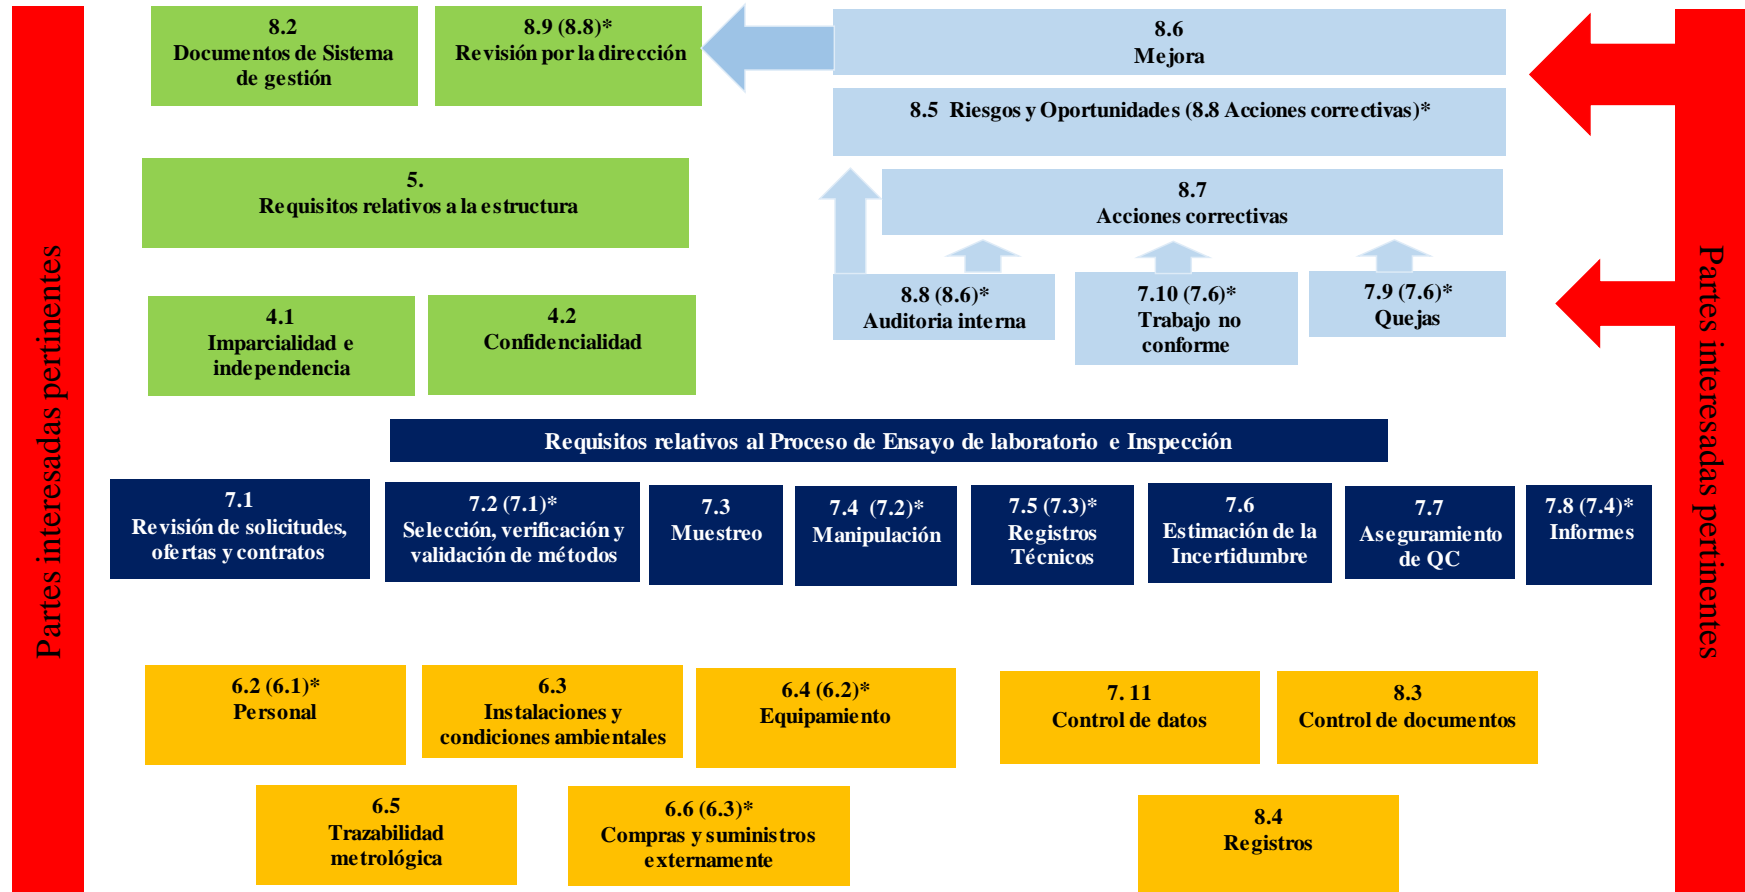 Partes interesadas pertinentes
8.2
Documentos de Sistema
de gestión
8.9 (8.8)*
Revisión por la dirección
8.6
Mejora
8.5 Riesgos y Oportunidades (8.8 Acciones correctivas)*
5.
Requisitos relativos a la estructura
8.7
Acciones correctivas
4.1
Imparcialidad e
independencia
4.2
Confidencialidad
8.8 (8.6)*
Auditoria interna
7.10 (7.6)*
Trabajo no
conforme
7.9 (7.6)*
Quejas
Requisitos relativos al Proceso de Ensayo de laboratorio e Inspección
7.1
Revisión de solicitudes,
ofertas y contratos
7.2 (7.1)*
Selección, verificación y
validación de métodos
7.3
Muestreo
7.4 (7.2)*
Manipulación
7.5 (7.3)*
Registros
Técnicos
7.6
Estimación de la
Incertidumbre
7.7
Aseguramiento
de QC
7.8 (7.4)*
Informes
6.2 (6.1)*
Personal
6.3
Instalaciones y
condiciones ambientales
6.4 (6.2)*
Equipamiento
7. 11
Control de datos
8.3
Control de documentos
6.5
Trazabilidad
metrológica
6.6 (6.3)*
Compras y suministros
externamente
8.4
Registros
Partes interesadas pertinentes